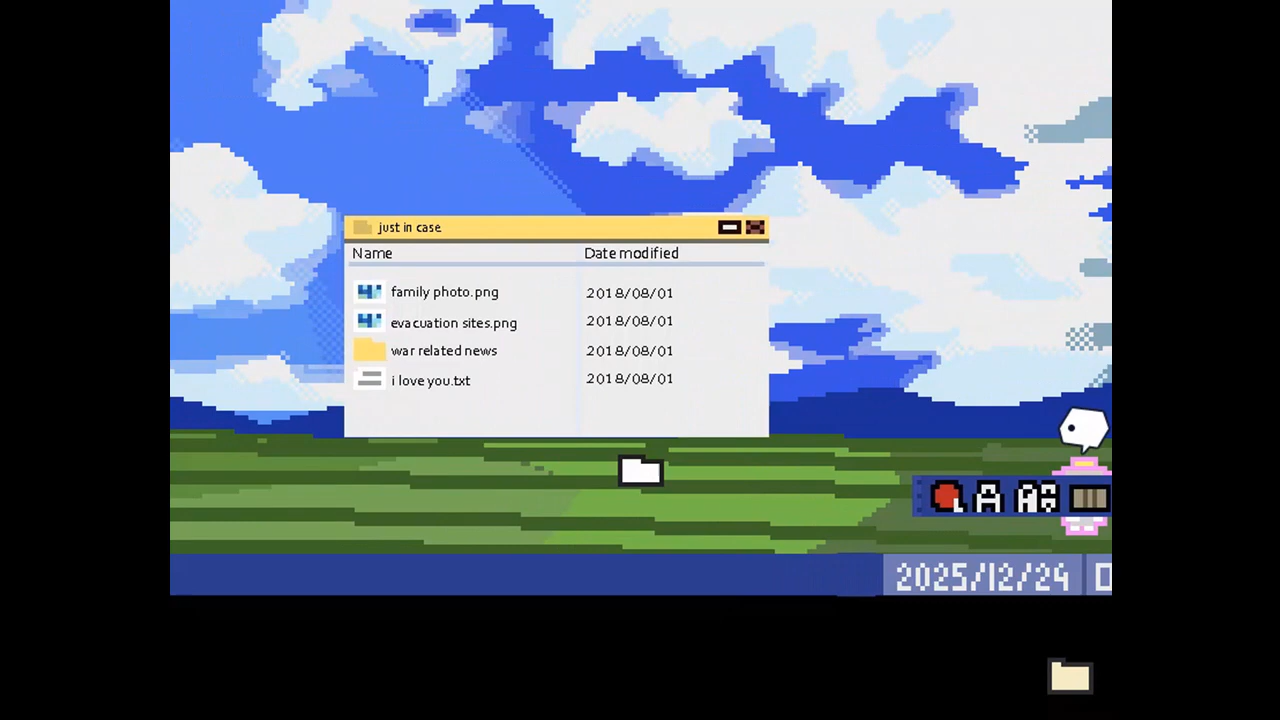 just in case
Name Date modified
family photo.png 2018/08/01
evacuation sites.png 2018/08/01
war related news 2018/08/01
i love you.txt 2018/08/01
A A
2025/12/24